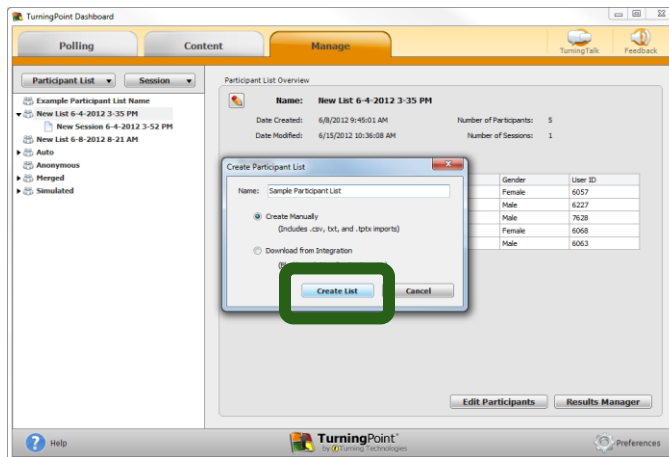 TurningPoint Dashboard
Polling Content Manage TurningTalk Feedback
Participant List Session
Example Participant List Name
New List 6-4-2012 3-35 PM
New Session 6-4-2012 3-52 PM
New List 6-8-2012 8-21 AM
Auto
Anonymous
Merged
Simulated
Participant List Overview
Name: New List 6-4-2012 3-35 PM
Date Created: 6/8/2012 9:45:01 AM Number of Participants: 5
Date Modified: 6/15/2012 10:36:08 AM Number of Sessions: 1
Create Participant List
Name: Sample Participant List
Create Manually
(Includes .csv, txt, and .tptx imports)
Download from Integration
Create List Cancel
Gender User ID
Female 6057
Male 6227
Male 7628
Female 6068
Male 6063
Edit Participants Results Manager
Help
TurningPoint
by Turning Technologies
Preferences